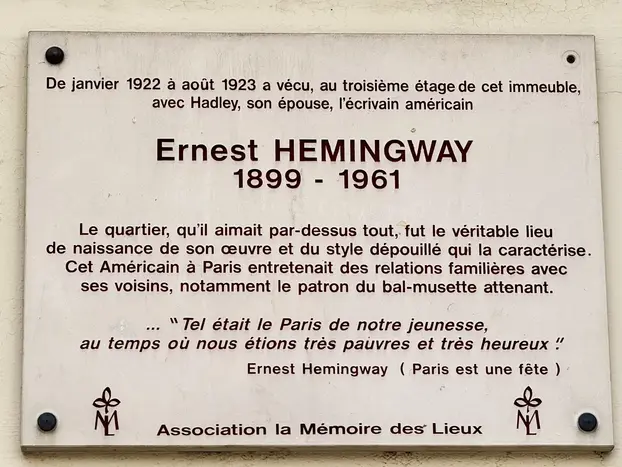 De janvier 1922 à août 1923 a vécu, au troisième étage de cet immeuble,
avec Hadley, son épouse, l'écrivain américain
Ernest HEMINGWAY
1899 - 1961
Le quartier, qu'il aimait par-dessus tout, fut le véritable lieu
de naissance de son œuvre et du style dépouillé qui la caractérise.
Cet Américain à Paris entretenait des relations familières avec
ses voisins, notamment le patron du bal-musette attenant.
... " Tel était le Paris de notre jeunesse,
au temps où nous étions très pauvres et très heureux ."
Ernest Hemingway ( Paris est une fête )
Association la Mémoire des Lieux